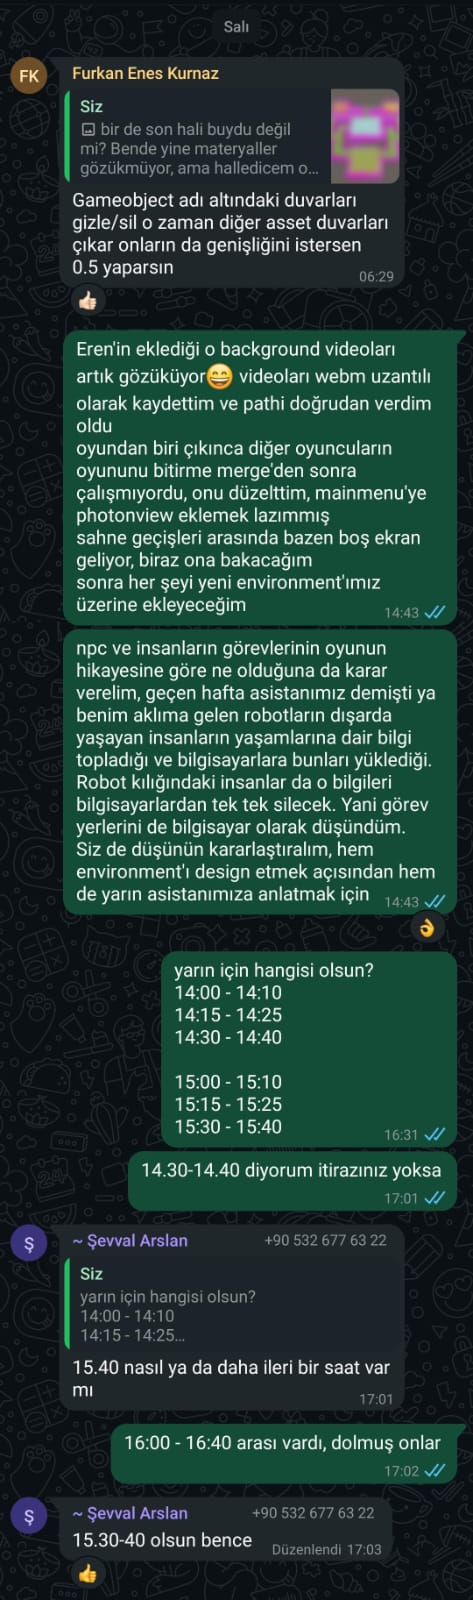 Salı
FK
Furkan Enes Kurnaz
Siz
bir de son hali buydu değil
mi? Bende yine materyaller
gözükmüyor, ama halledicem o...
Gameobject adı altındaki duvarları
gizle/sil o zaman diğer asset duvarları
çıkar onların da genişliğini istersen
0.5 yaparsın
06:29
Eren'in eklediği o background videoları
artık gözüküyor😄 videoları webm uzantılı
olarak kaydettim ve pathi doğrudan verdim
oldu
oyundan biri çıkınca diğer oyuncuların
oyununu bitirme merge'den sonra
çalışmıyordu, onu düzelttim, mainmenu'ye
photonview eklemek lazımmış
sahne geçişleri arasında bazen boş ekran
geliyor, biraz ona bakacağım
sonra her şeyi yeni environment'ımız
üzerine ekleyeceğim
14:43
npc ve insanların görevlerinin oyunun
hikayesine göre ne olduğuna da karar
verelim, geçen hafta asistanımız demişti ya
benim aklıma gelen robotların dışarda
yaşayan insanların yaşamlarına dair bilgi
topladığı ve bilgisayarlara bunları yüklediği.
Robot kılığındaki insanlar da o bilgileri
bilgisayarlardan tek tek silecek. Yani görev
yerlerini de bilgisayar olarak düşündüm.
Siz de düşünün kararlaştıralım, hem
environment'ı design etmek açısından hem
de yarın asistanımıza anlatmak için
14:43
yarın için hangisi olsun?
14:00 - 14:10
14:15 - 14:25
14:30 - 14:40
15:00 - 15:10
15:15 - 15:25
15:30 - 15:40
16:31
14.30-14.40 diyorum itirazınız yoksa
17:01
Ş
~ Şevval Arslan +90 532 677 63 22
Siz
yarın için hangisi olsun?
14:00 - 14:10
14:15 - 14:25...
15.40 nasıl ya da daha ileri bir saat var
mı
17:01
16:00 - 16:40 arası vardı, dolmuş onlar
17:02
Ş
~ Şevval Arslan +90 532 677 63 22
15.30-40 olsun bence
Düzenlendi 17:03